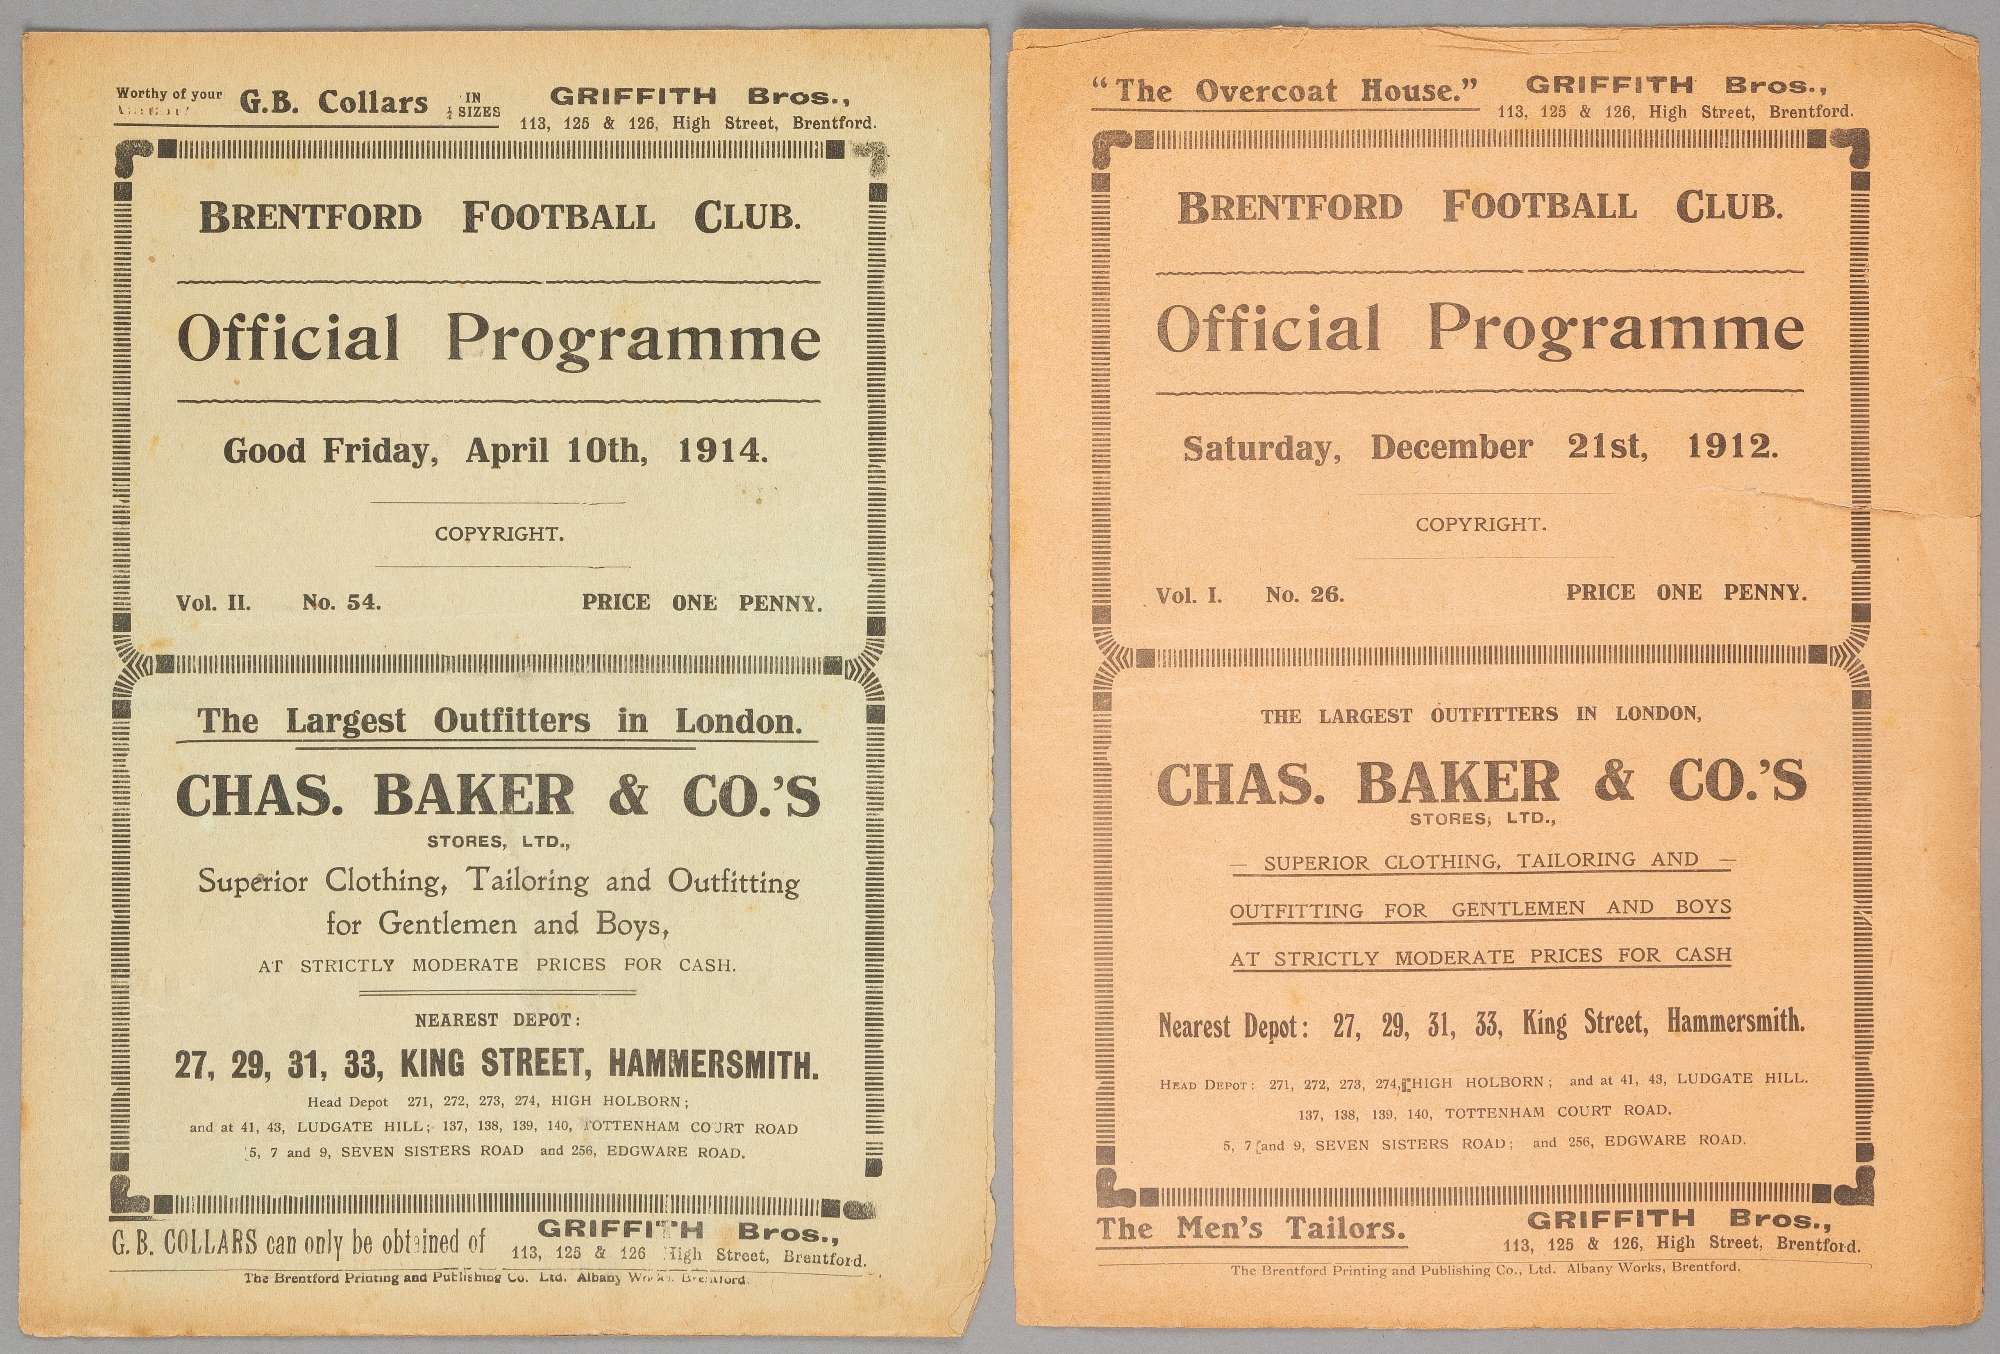 Worthy of your
G.B. Collars
IN
½ SIZES
GRIFFITH Bros.,
113, 125 & 126, High Street, Brentford.
BRENTFORD FOOTBALL CLUB.
Official Programme
Good Friday, April 10th, 1914.
COPYRIGHT.
Vol. II. No. 54. PRICE ONE PENNY.
The Largest Outfitters in London.
CHAS. BAKER & CO.'S
STORES, LTD.,
Superior Clothing, Tailoring and Outfitting
for Gentlemen and Boys,
AT STRICTLY MODERATE PRICES FOR CASH.
NEAREST DEPOT:
27, 29, 31, 33, KING STREET, HAMMERSMITH.
Head Depot 271, 272, 273, 274, HIGH HOLBORN;
and at 41, 43, LUDGATE HILL; 137, 138, 139, 140, TOTTENHAM COURT ROAD
5, 7 and 9, SEVEN SISTERS ROAD and 256, EDGWARE ROAD.
G. B. COLLARS can only be obtained of
GRIFFITH Bros.,
113, 125 & 126 High Street, Brentford.
The Brentford Printing and Publishing Co. Ltd. Albany Works, Brentford.
"The Overcoat House."
GRIFFITH Bros.,
113, 125 & 126, High Street, Brentford.
BRENTFORD FOOTBALL CLUB.
Official Programme
Saturday, December 21st, 1912.
COPYRIGHT.
Vol. I. No. 26. PRICE ONE PENNY.
THE LARGEST OUTFITTERS IN LONDON,
CHAS. BAKER & CO.'S
STORES, LTD.,
— SUPERIOR CLOTHING, TAILORING AND —
OUTFITTING FOR GENTLEMEN AND BOYS
AT STRICTLY MODERATE PRICES FOR CASH
Nearest Depot: 27, 29, 31, 33, King Street, Hammersmith.
HEAD DEPOT: 271, 272, 273, 274, HIGH HOLBORN; and at 41, 43, LUDGATE HILL.
137, 138, 139, 140, TOTTENHAM COURT ROAD.
5, 7 and 9, SEVEN SISTERS ROAD; and 256, EDGWARE ROAD.
The Men's Tailors.
GRIFFITH Bros.,
113, 125 & 126, High Street, Brentford.
The Brentford Printing and Publishing Co., Ltd. Albany Works, Brentford.